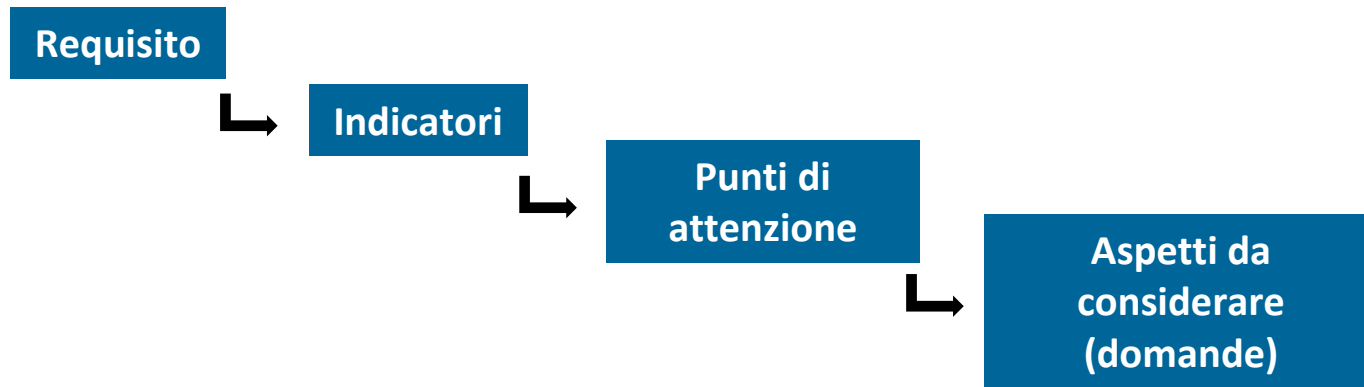 Requisito
Indicatori
Punti di
attenzione
Aspetti da
considerare
(domande)